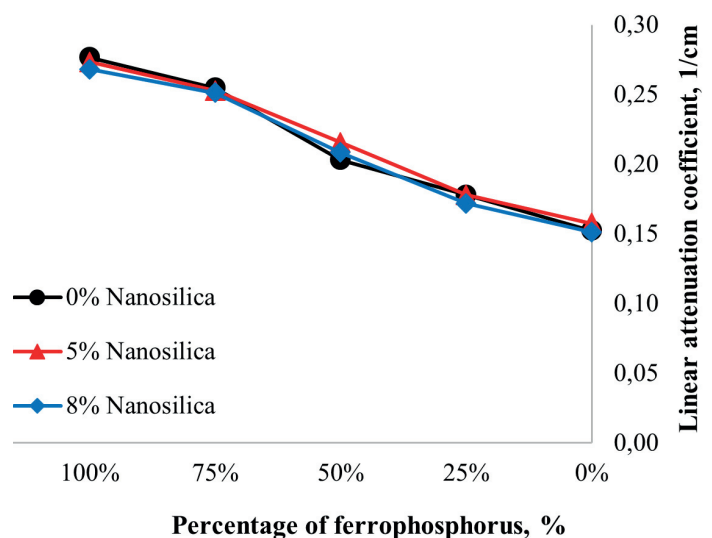 0,30
0,25
0,20
0,15
0,10
0,05
0,00
Linear attenuation coefficient, 1/cm
0% Nanosilica
5% Nanosilica
8% Nanosilica
100% 75% 50% 25% 0%
Percentage of ferrophosphorus, %